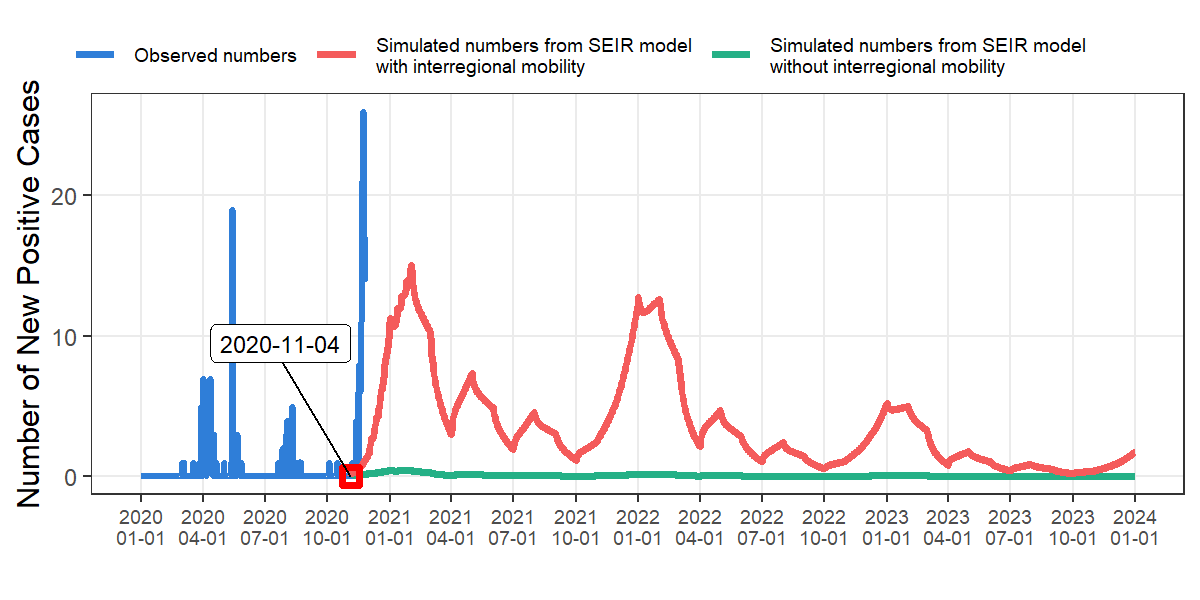 Observed numbers
Simulated numbers from SEIR model
with interregional mobility
Simulated numbers from SEIR model
without interregional mobility
Number of New Positive Cases
20
10
0
2020-11-04
2020 2020 2020 2020 2021 2021 2021 2021 2022 2022 2022 2022 2023 2023 2023 2023 2024
01-01 04-01 07-01 10-01 01-01 04-01 07-01 10-01 01-01 04-01 07-01 10-01 01-01 04-01 07-01 10-01 01-01